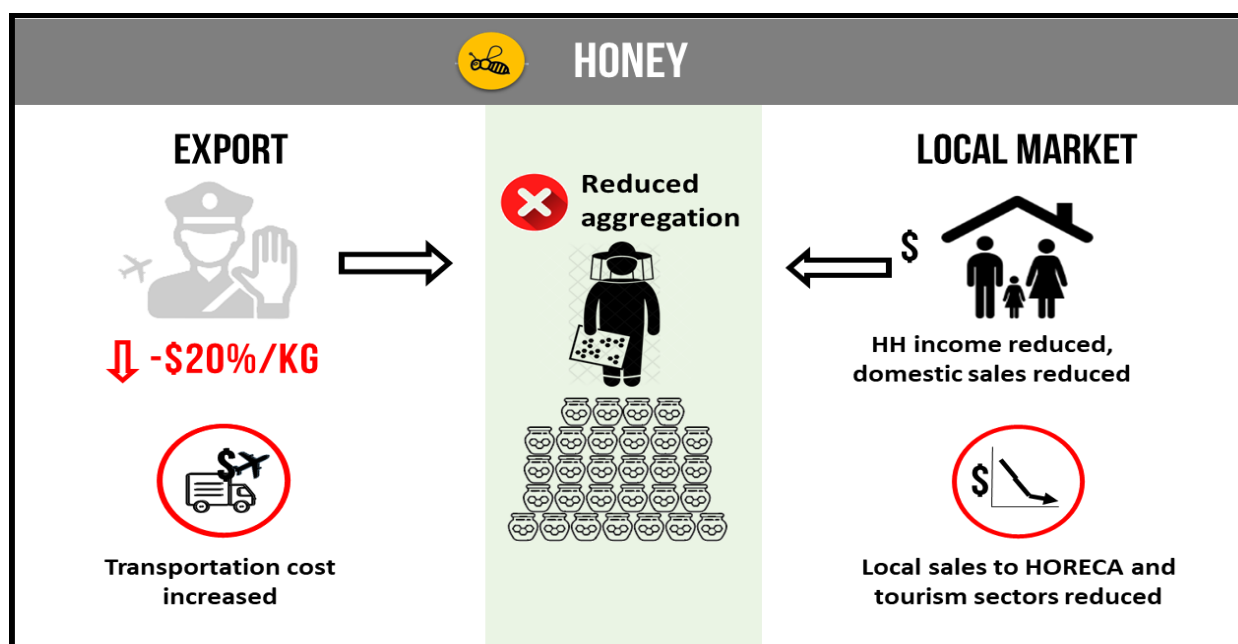 HONEY
EXPORT
-$20%/KG
$
Transportation cost
increased
Reduced
aggregation
LOCAL MARKET
$
HH income reduced,
domestic sales reduced
$
Local sales to HORECA and
tourism sectors reduced